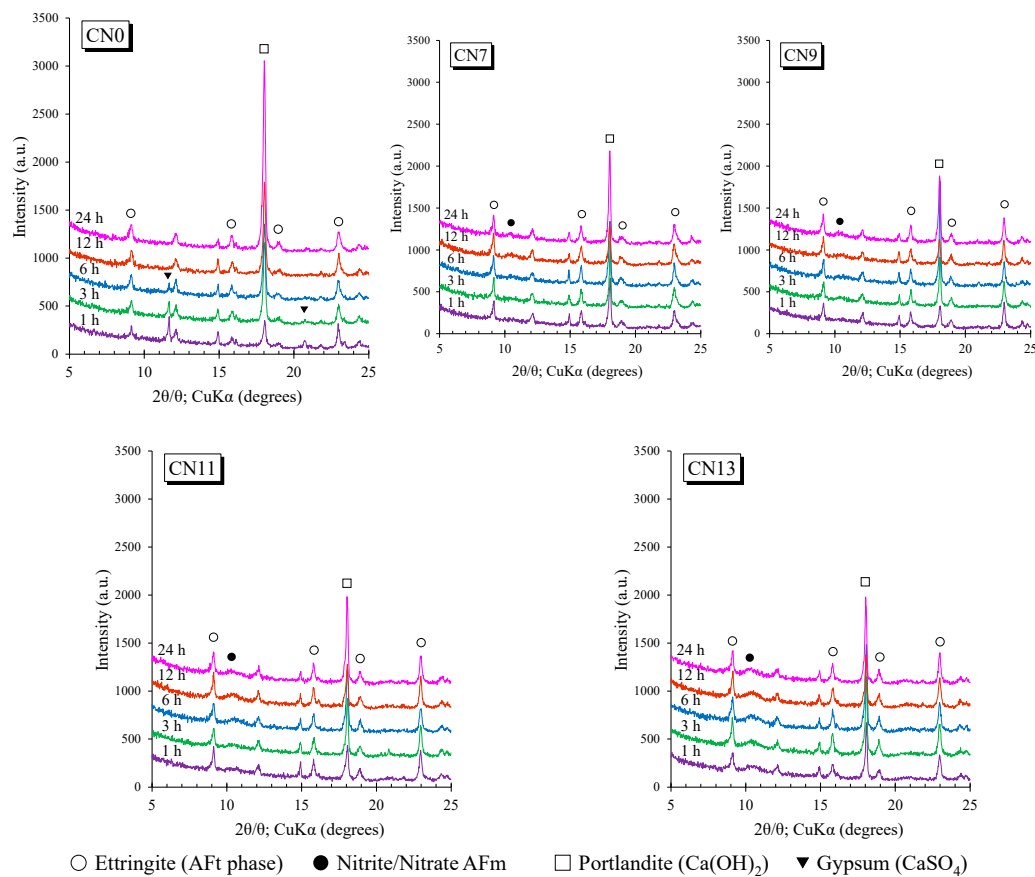 CN0
Intensity (a.u.)
3500
3000
2500
2000
1500
1000
500
0
24 h
12 h
6 h
3 h
1 h
5 10 15 20 25
2θ/θ; CuKα (degrees)
CN7
Intensity (a.u.)
3500
3000
2500
2000
1500
1000
500
0
24 h
12 h
6 h
3 h
1 h
5 10 15 20 25
2θ/θ; CuKα (degrees)
CN9
Intensity (a.u.)
3500
3000
2500
2000
1500
1000
500
0
24 h
12 h
6 h
3 h
1 h
5 10 15 20 25
2θ/θ; CuKα (degrees)
CN11
Intensity (a.u.)
3500
3000
2500
2000
1500
1000
500
0
24 h
12 h
6 h
3 h
1 h
5 10 15 20 25
2θ/θ; CuKα (degrees)
CN13
Intensity (a.u.)
3500
3000
2500
2000
1500
1000
500
0
24 h
12 h
6 h
3 h
1 h
5 10 15 20 25
2θ/θ; CuKα (degrees)
Ettringite (AFt phase) Nitrite/Nitrate AFm Portlandite (Ca(OH)₂) Gypsum (CaSO₄)